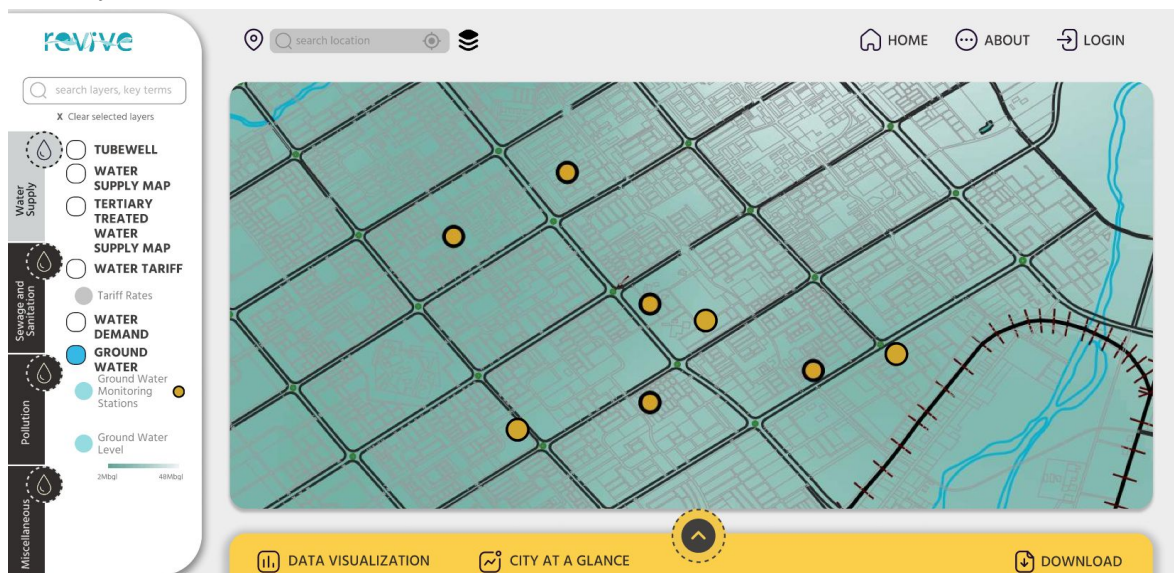 revive
search location
HOME
ABOUT
LOGIN
search layers, key terms
X Clear selected layers
Water
Supply
TUBEWELL
WATER
SUPPLY MAP
TERTIARY
TREATED
WATER
SUPPLY MAP
Sewage and
Sanitation
WATER TARIFF
Tariff Rates
WATER
DEMAND
GROUND
WATER
Pollution
Ground Water
Monitoring
Stations
Ground Water
Level
2Mbgl 48Mbgl
Miscellaneous
DATA VISUALIZATION
CITY AT A GLANCE
DOWNLOAD